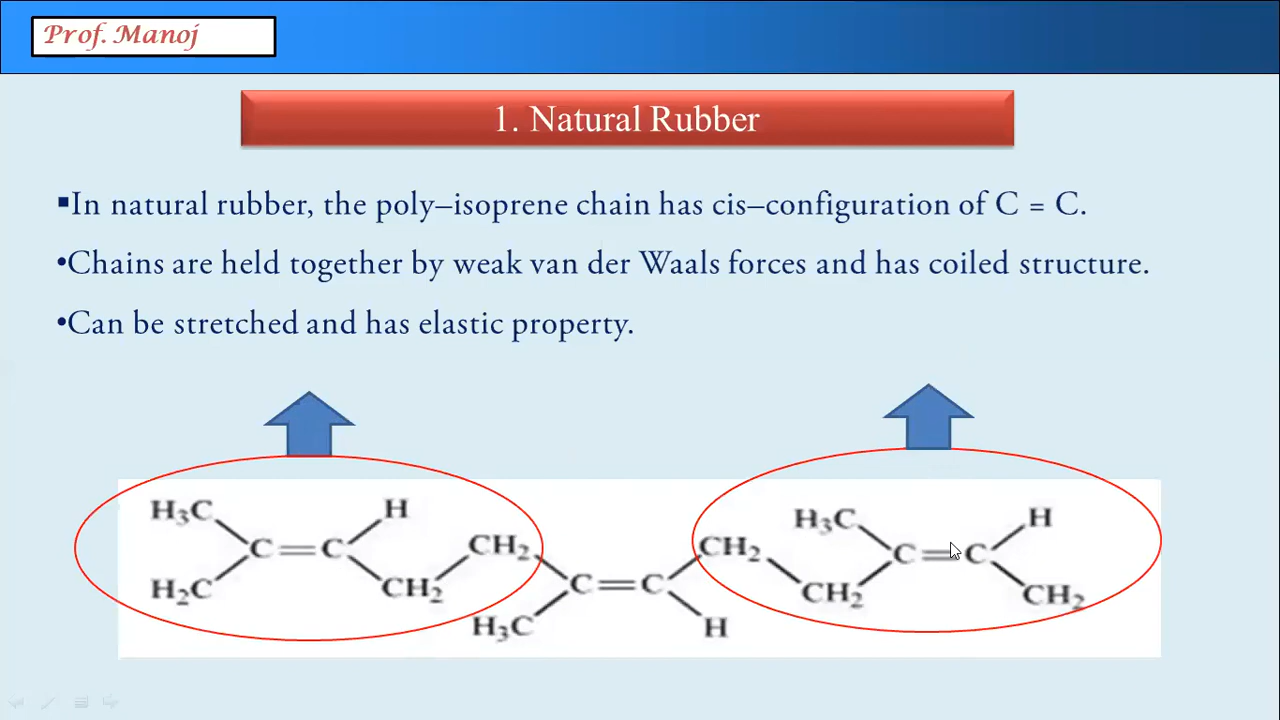 Prof. Manoj
1. Natural Rubber
▪In natural rubber, the poly–isoprene chain has cis–configuration of C = C.
•Chains are held together by weak van der Waals forces and has coiled structure.
•Can be stretched and has elastic property.
H₃C H H₃C H
C=C CH₂ CH₂ C=C
H₂C CH₂ C=C CH₂ CH₂
H₃C H